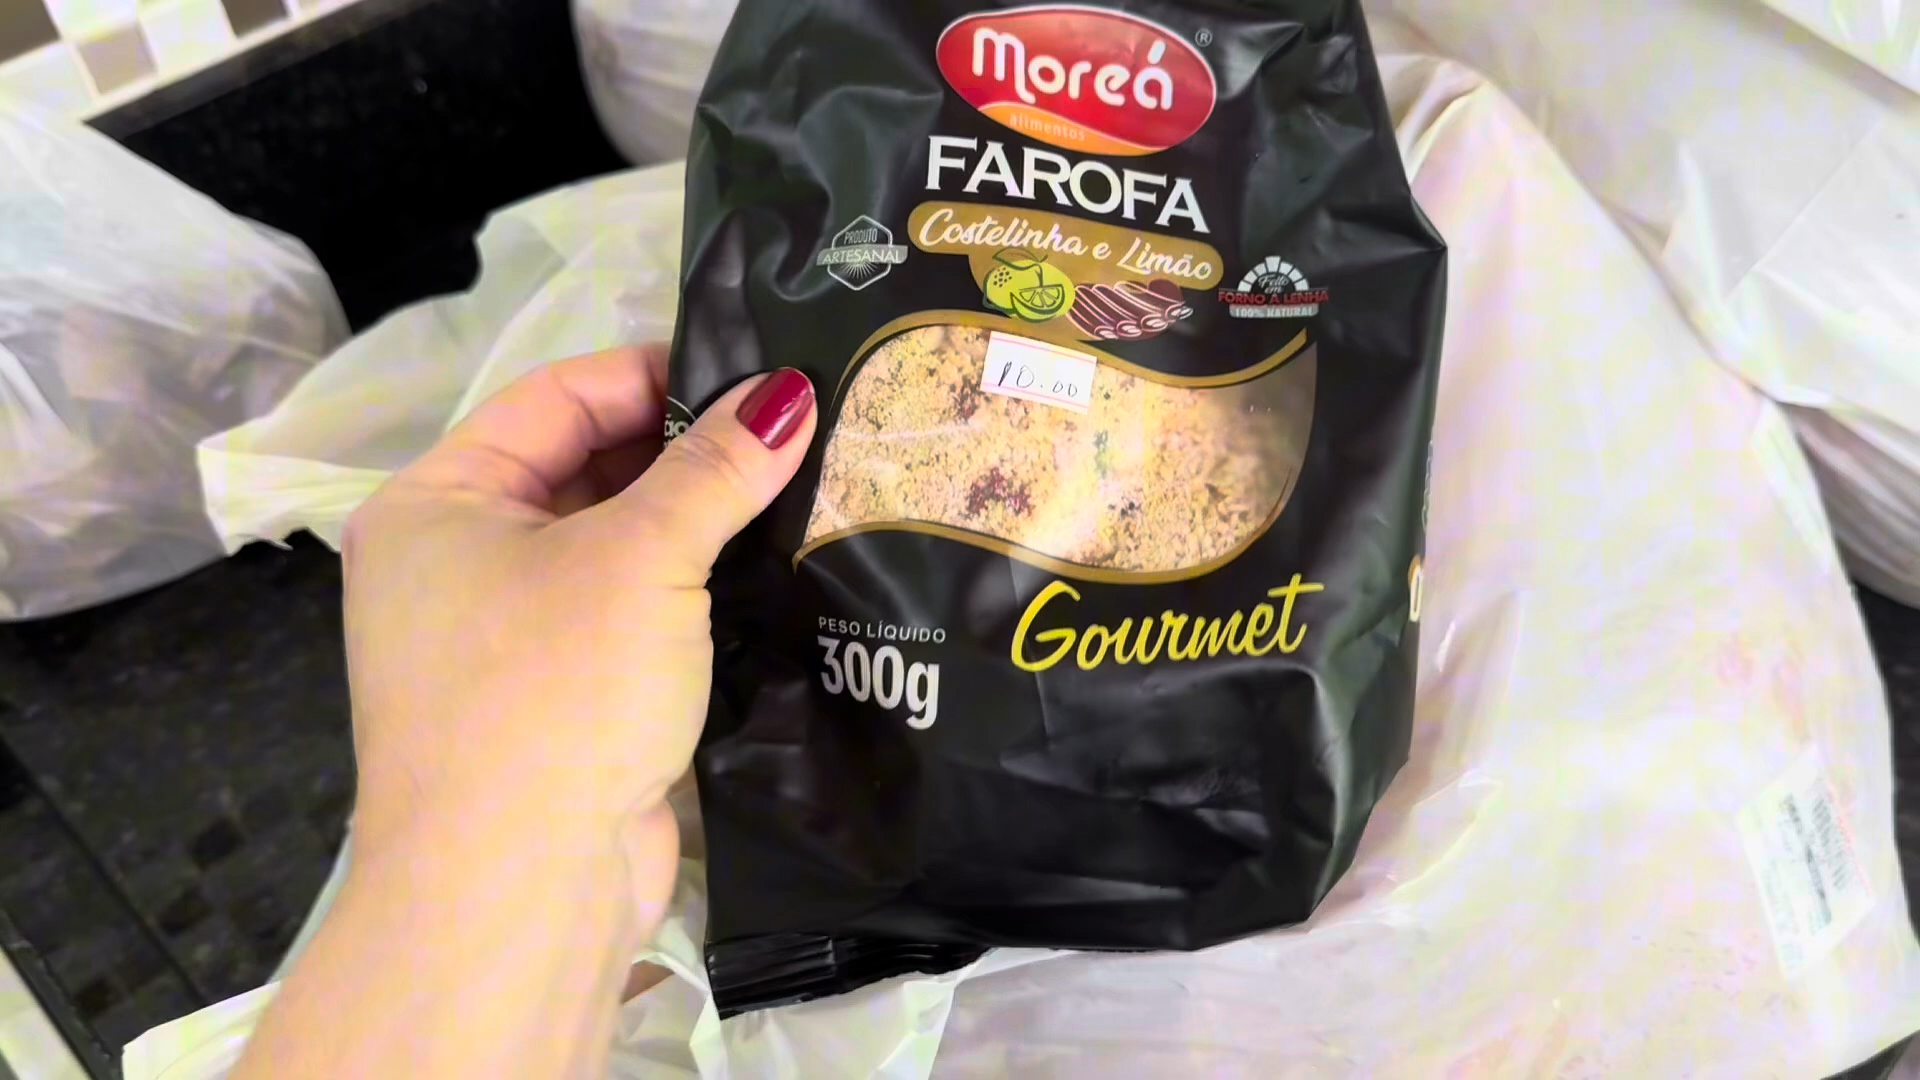 Moreá
®
alimentos
FAROFA
Costelinha e Limão
PRODUTO
ARTESANAL
Feito
em
FORNO A LENHA
100% NATURAL
10.00
PESO LÍQUIDO
300g
Gourmet